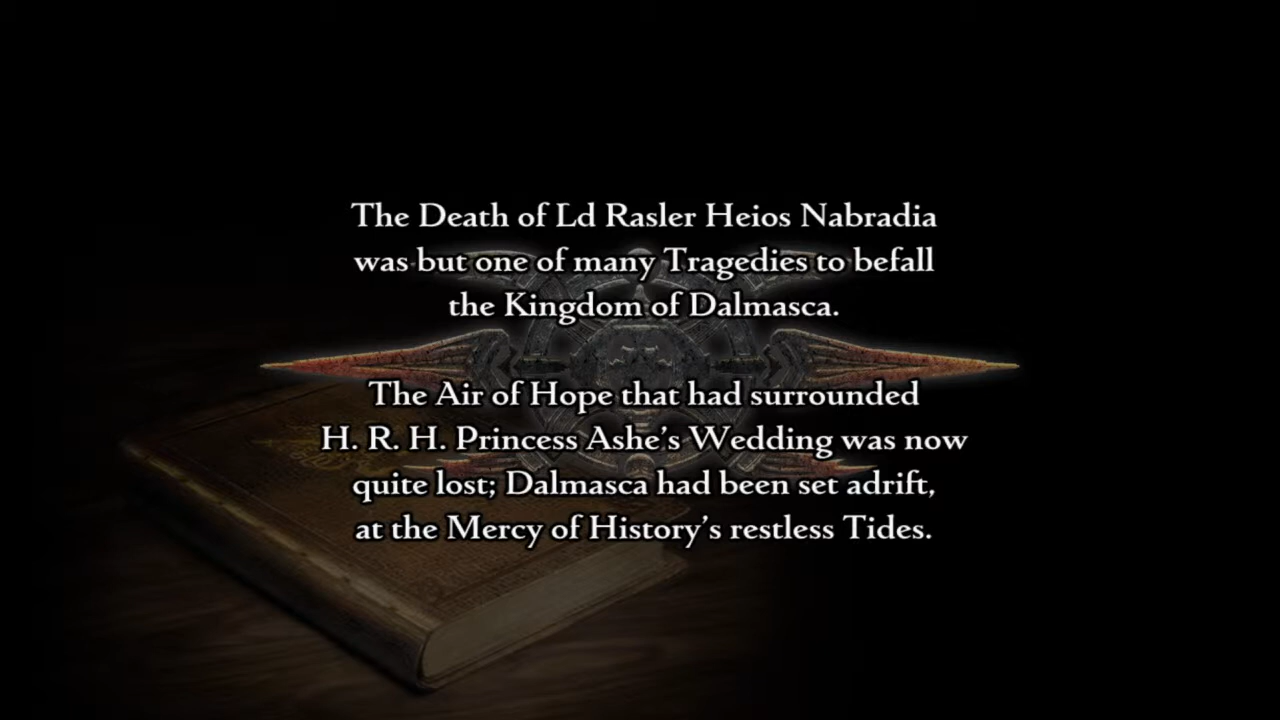 The Death of Ld Rasler Heios Nabradia
was but one of many Tragedies to befall
the Kingdom of Dalmasca.
The Air of Hope that had surrounded
H. R. H. Princess Ashe's Wedding was now
quite lost; Dalmasca had been set adrift,
at the Mercy of History's restless Tides.